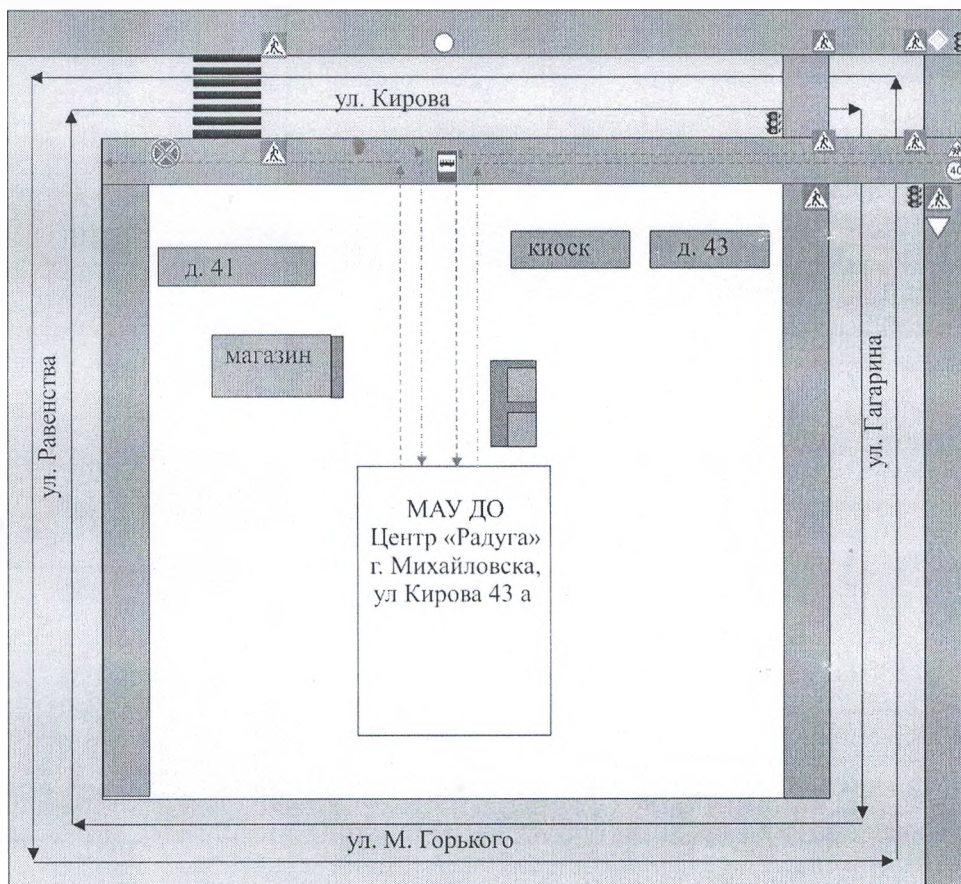 ул. Кирова
40
д. 41
киоск
д. 43
магазин
ул. Равенства
ул. Гагарина
МАУ ДО
Центр «Радуга»
г. Михайловска,
ул Кирова 43 а
ул. М. Горького